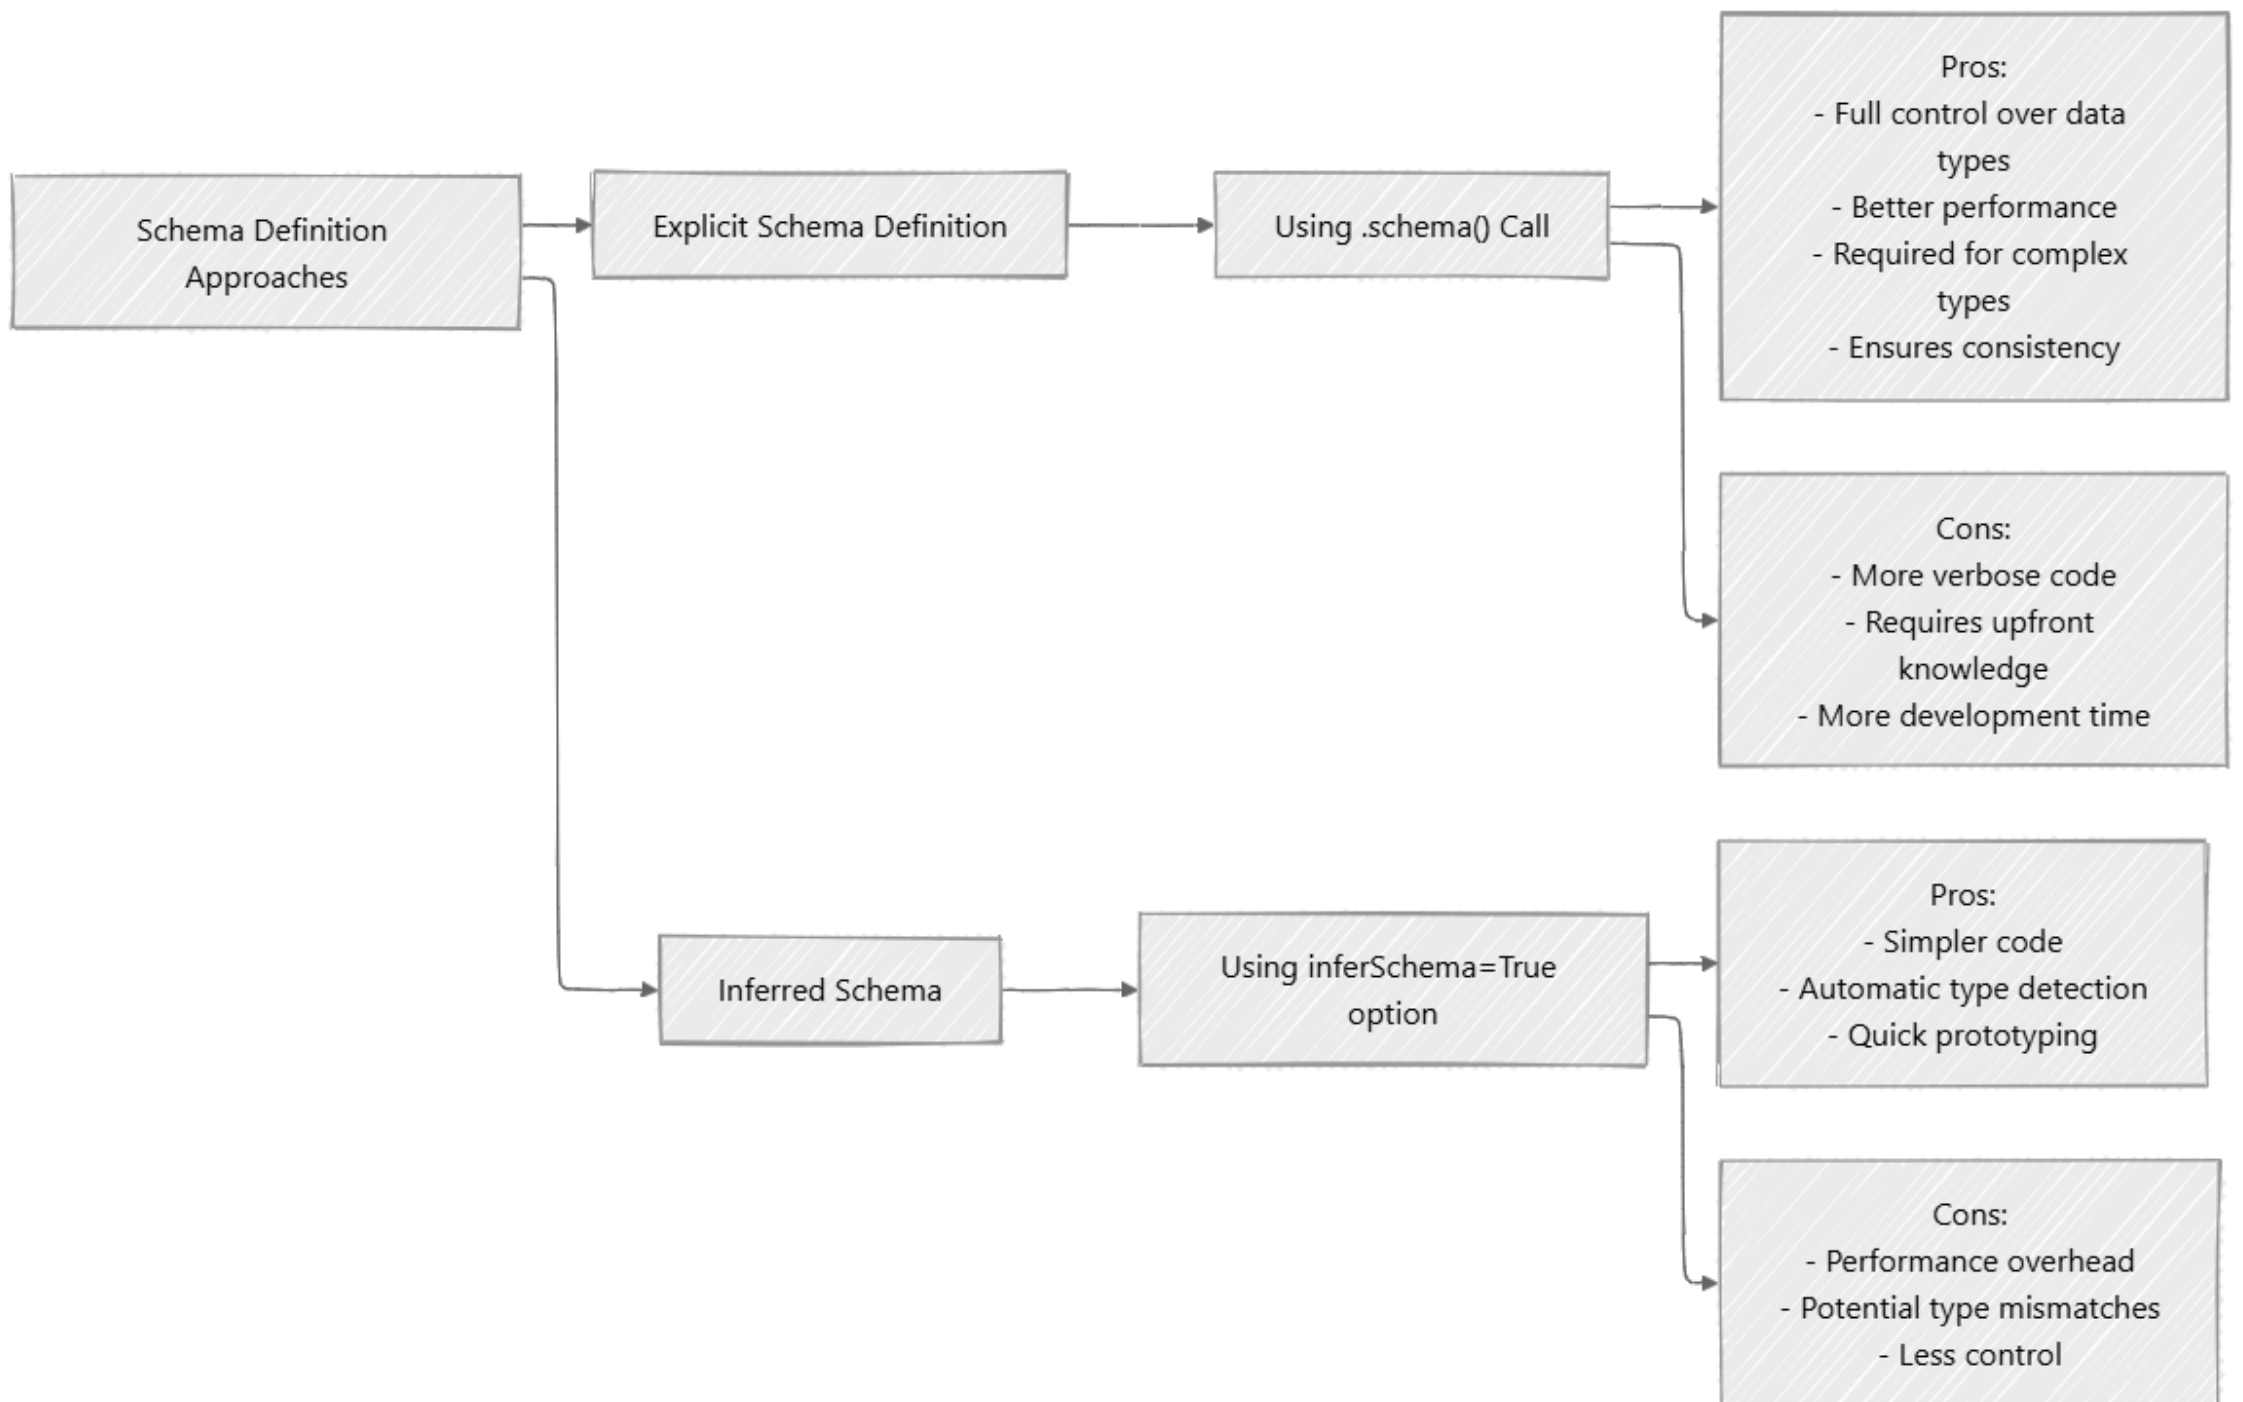 Schema Definition
Approaches
Explicit Schema Definition
Using .schema() Call
Pros:
- Full control over data
types
- Better performance
- Required for complex
types
- Ensures consistency
Cons:
- More verbose code
- Requires upfront
knowledge
- More development time
Inferred Schema
Using inferSchema=True
option
Pros:
- Simpler code
- Automatic type detection
- Quick prototyping
Cons:
- Performance overhead
- Potential type mismatches
- Less control